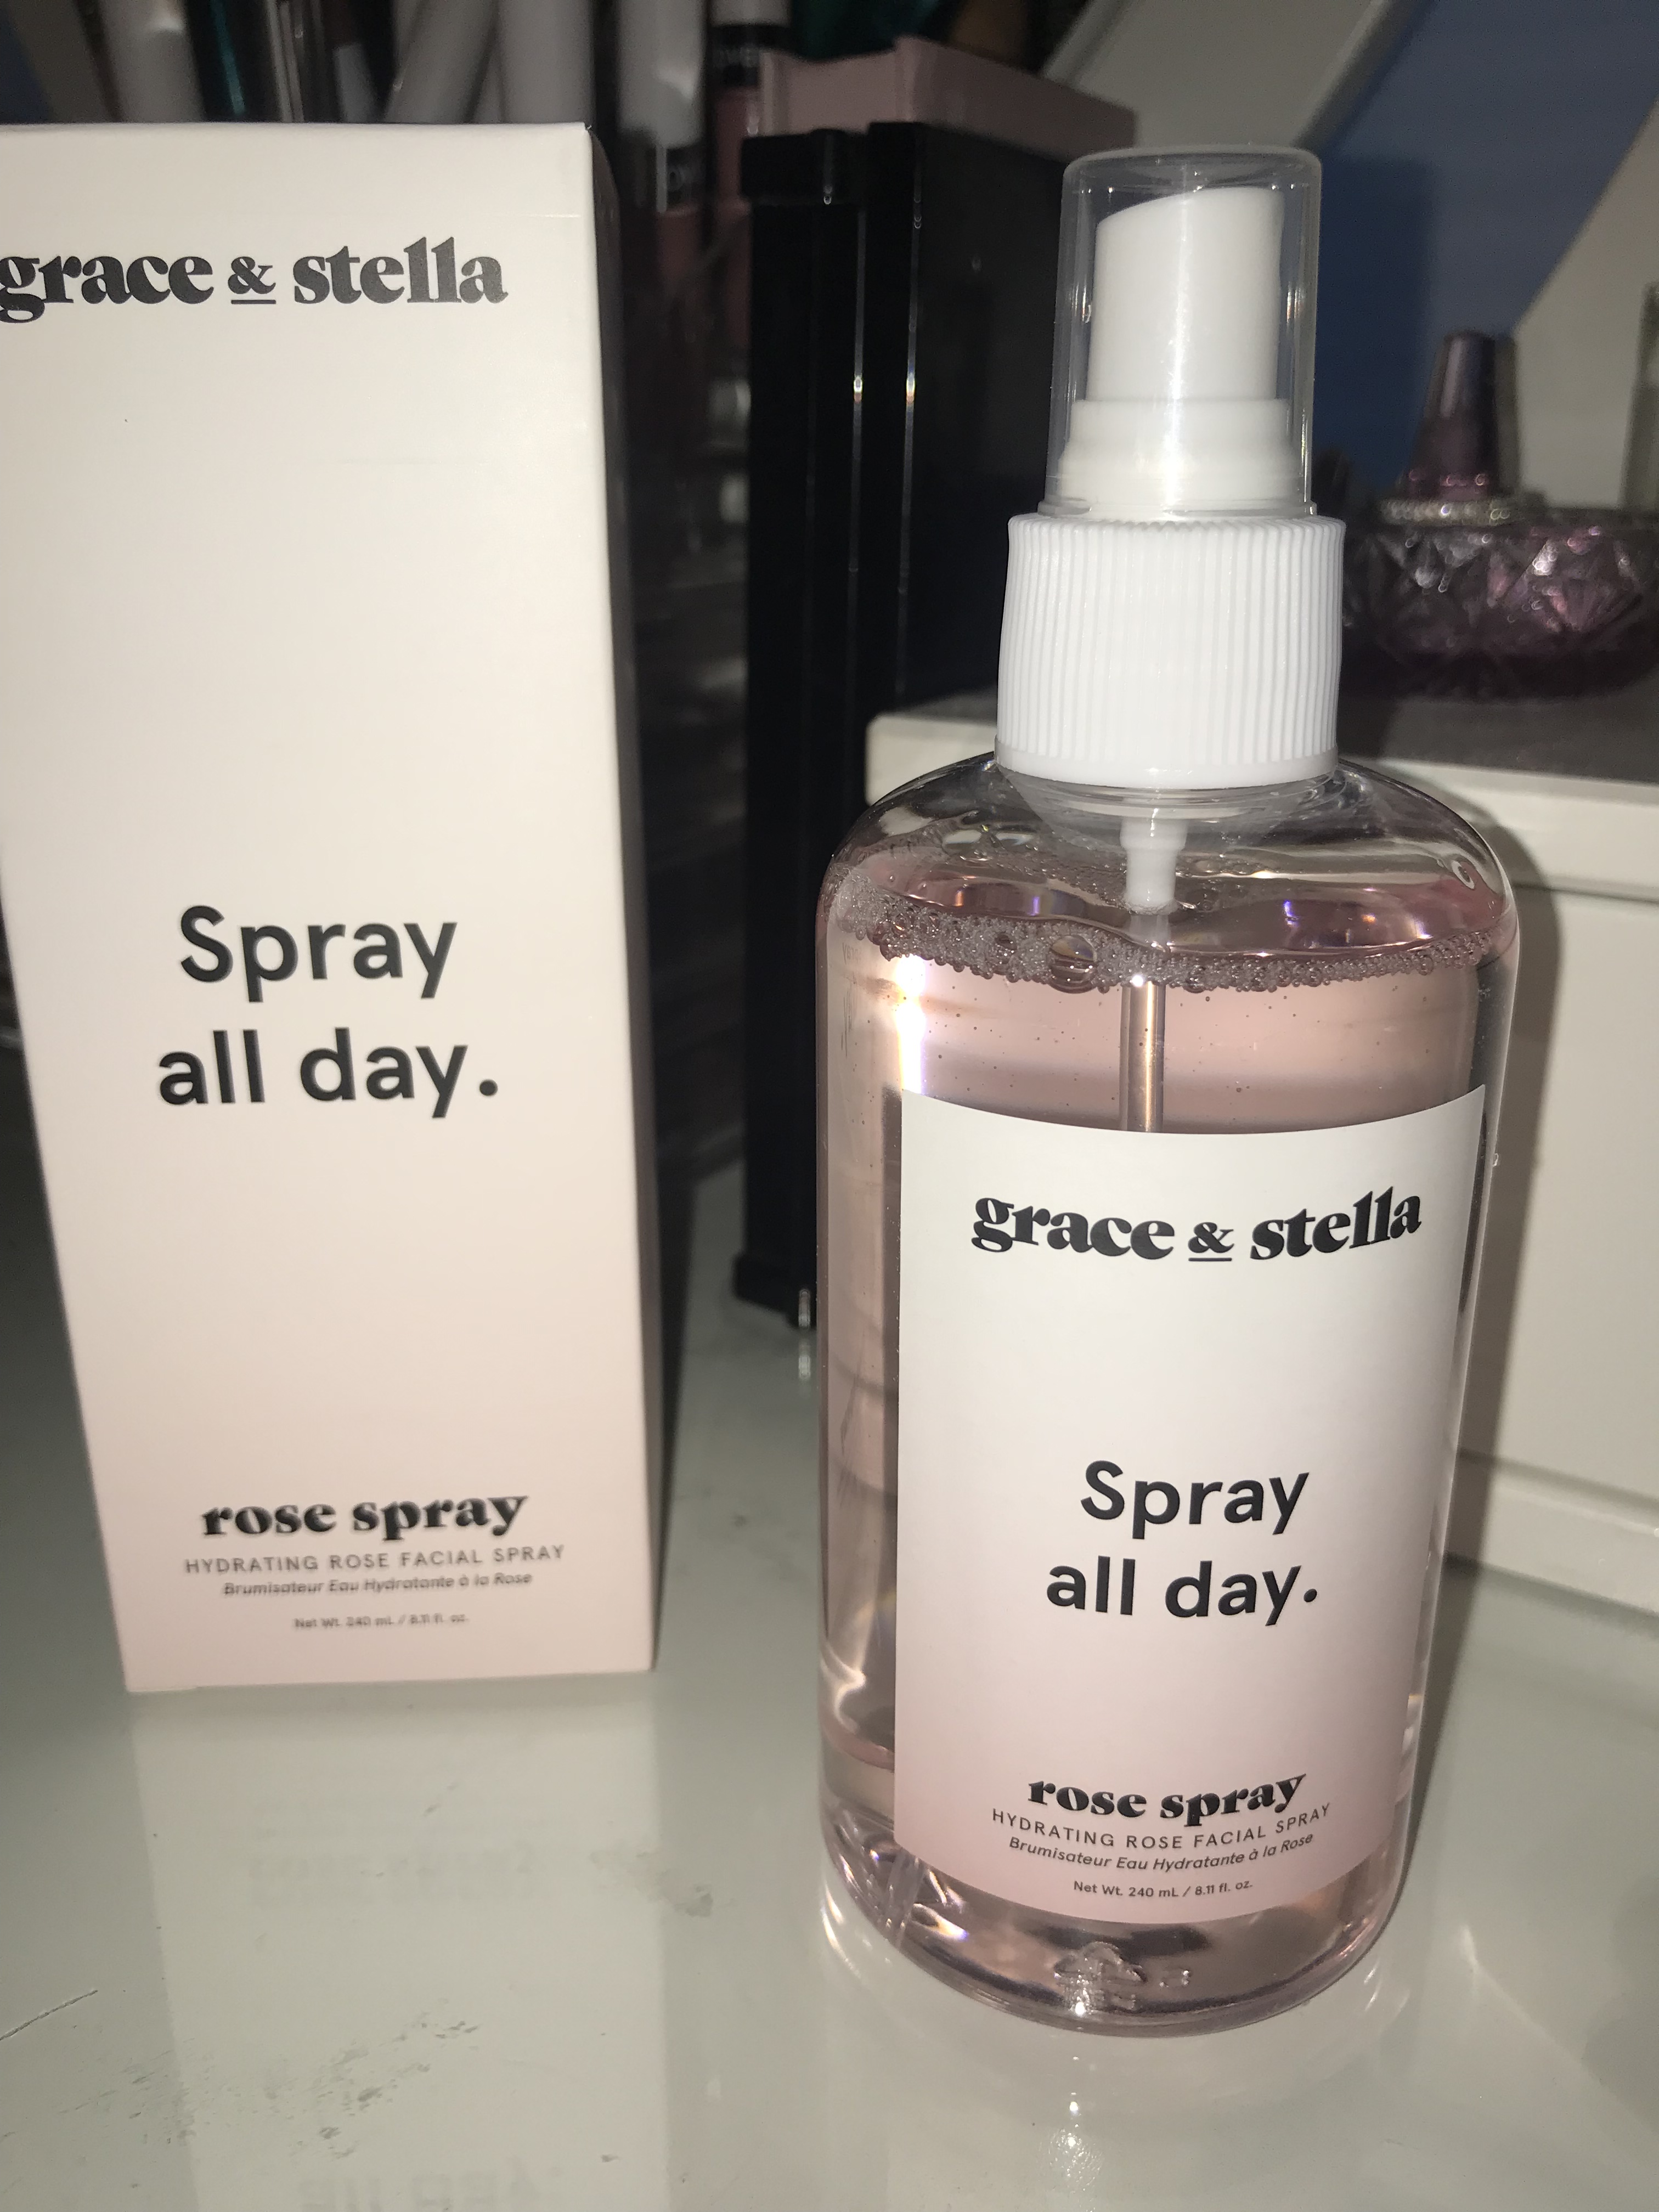 grace & stella
Spray
all day.
rose spray
HYDRATING ROSE FACIAL SPRAY
Brumisateur Eau Hydratante à la Rose
Net Wt. 240 mL / 8.11 fl. oz.
grace & stella
Spray
all day.
rose spray
HYDRATING ROSE FACIAL SPRAY
Brumisateur Eau Hydratante à la Rose
Net Wt. 240 mL / 8.11 fl. oz.